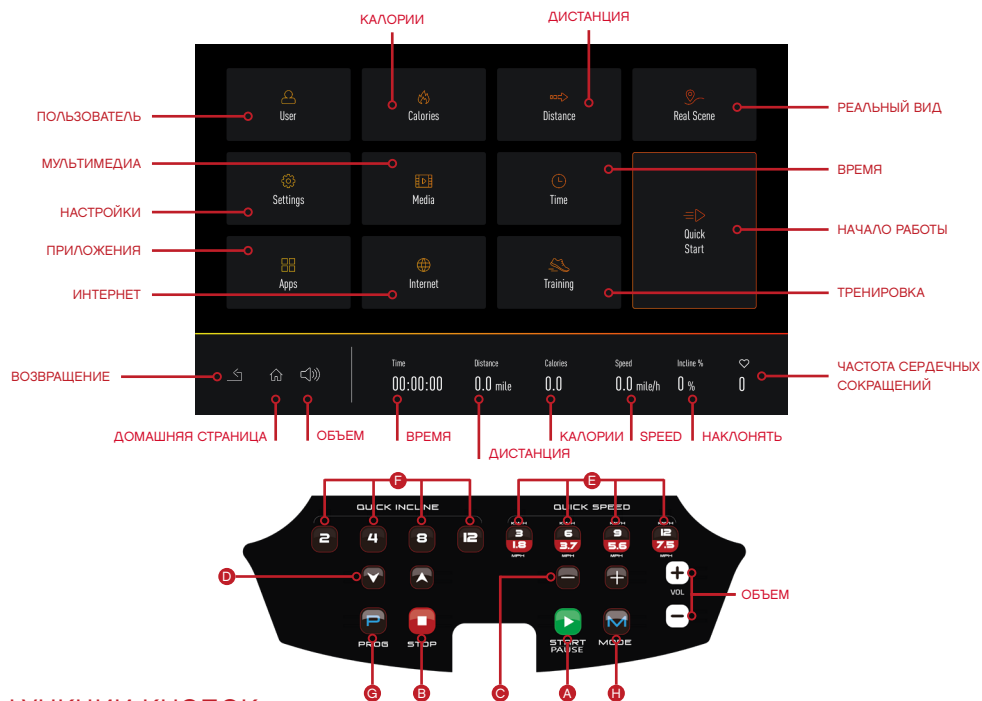 КАЛОРИИ
ДИСТАНЦИЯ
ПОЛЬЗОВАТЕЛЬ
User
Calories
Distance
Real Scene
РЕАЛЬНЫЙ ВИД
МУЛЬТИМЕДИА
ВРЕМЯ
НАСТРОЙКИ
Settings
Media
Time
Quick
Start
НАЧАЛО РАБОТЫ
ПРИЛОЖЕНИЯ
Apps
Internet
Training
ИНТЕРНЕТ
ТРЕНИРОВКА
ВОЗВРАЩЕНИЕ
Time
Distance
Calories
Speed
Incline %
00:00:00
0.0 mile
0.0
0.0 mile/h
0 %
0
ЧАСТОТА СЕРДЕЧНЫХ
СОКРАЩЕНИЙ
ДОМАШНЯЯ СТРАНИЦА
ОБЪЕМ
ВРЕМЯ
ДИСТАНЦИЯ
КАЛОРИИ
SPEED
НАКЛОНЯТЬ
F
E
QUICK INCLINE
QUICK SPEED
2
4
8
12
3
1.8
MPH
6
3.7
MPH
9
5.6
MPH
12
7.5
MPH
D
C
VOL
ОБЪЕМ
P
PROG
STOP
START
PAUSE
M
MODE
G
B
A
H